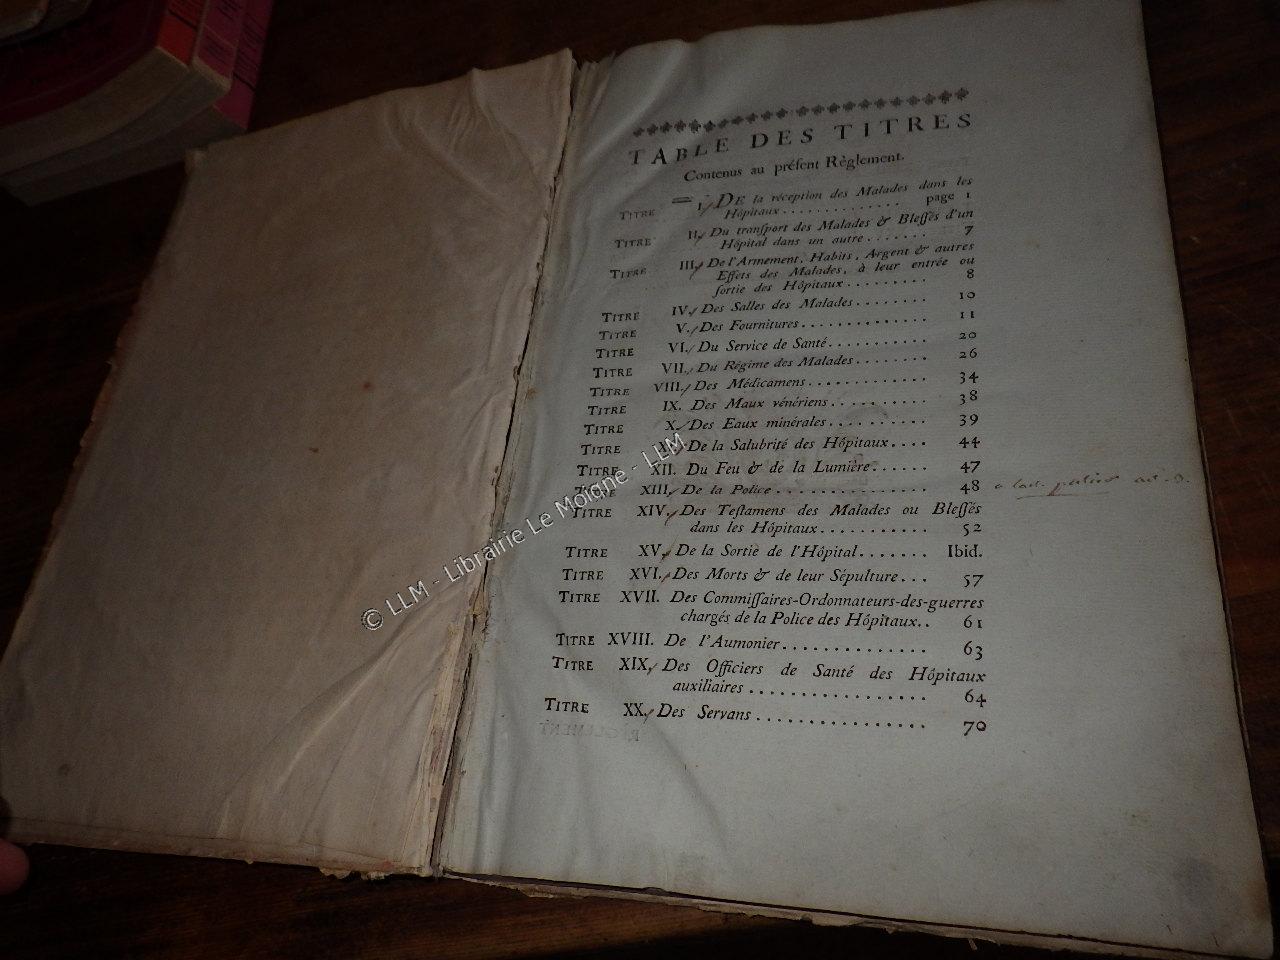 TABLE DES TITRES
Contenus au préſent Règlement.
TITRE I. DE la réception des Malades dans les
Hôpitaux . . . . . . . . . . . . . page 1
TITRE II. Du tranſport des Malades & Bleſſés d'un
Hôpital dans un autre . . . . . . . 7
TITRE III. De l'Armement, Habits, Argent & autres
Effets des Malades, à leur entrée ou
ſortie des Hôpitaux . . . . . . . . . 8
TITRE IV. Des Salles des Malades . . . . . . . . 10
TITRE V. Des Fournitures . . . . . . . . . . . . . . 11
TITRE VI. Du Service de Santé . . . . . . . . . . . 20
TITRE VII. Du Régime des Malades . . . . . . . . 26
TITRE VIII. Des Médicamens . . . . . . . . . . . . . 34
TITRE IX. Des Maux vénériens . . . . . . . . . . 38
TITRE X. Des Eaux minérales . . . . . . . . . . 39
TITRE XI. De la Salubrité des Hôpitaux . . . . 44
TITRE XII. Du Feu & de la Lumière . . . . . . 47
TITRE XIII. De la Police . . . . . . . . . . . . . . . . 48
TITRE XIV. Des Teſtamens des Malades ou Bleſſés
dans les Hôpitaux . . . . . . . . . . . 52
TITRE XV. De la Sortie de l'Hôpital . . . . . . . Ibid.
TITRE XVI. Des Morts & de leur Sépulture . . . 57
TITRE XVII. Des Commiſſaires-Ordonnateurs-des-guerres
chargés de la Police des Hôpitaux . . 61
TITRE XVIII. De l'Aumonier . . . . . . . . . . . . . . 63
TITRE XIX. Des Officiers de Santé des Hôpitaux
auxiliaires . . . . . . . . . . . . . . . . . 64
TITRE XX. Des Servans . . . . . . . . . . . . . . . . 70
© LLM - Librairie Le Moigne - LLM